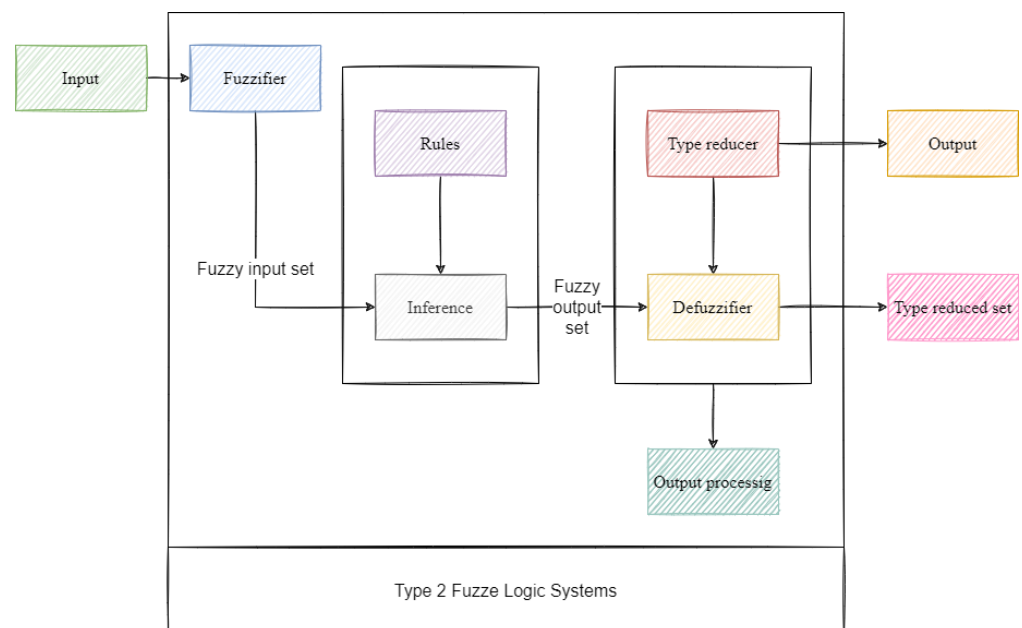 Input
Fuzzifier
Rules
Type reducer
Output
Fuzzy input set
Inference
Fuzzy
output
set
Defuzzifier
Type reduced set
Output processig
Type 2 Fuzze Logic Systems